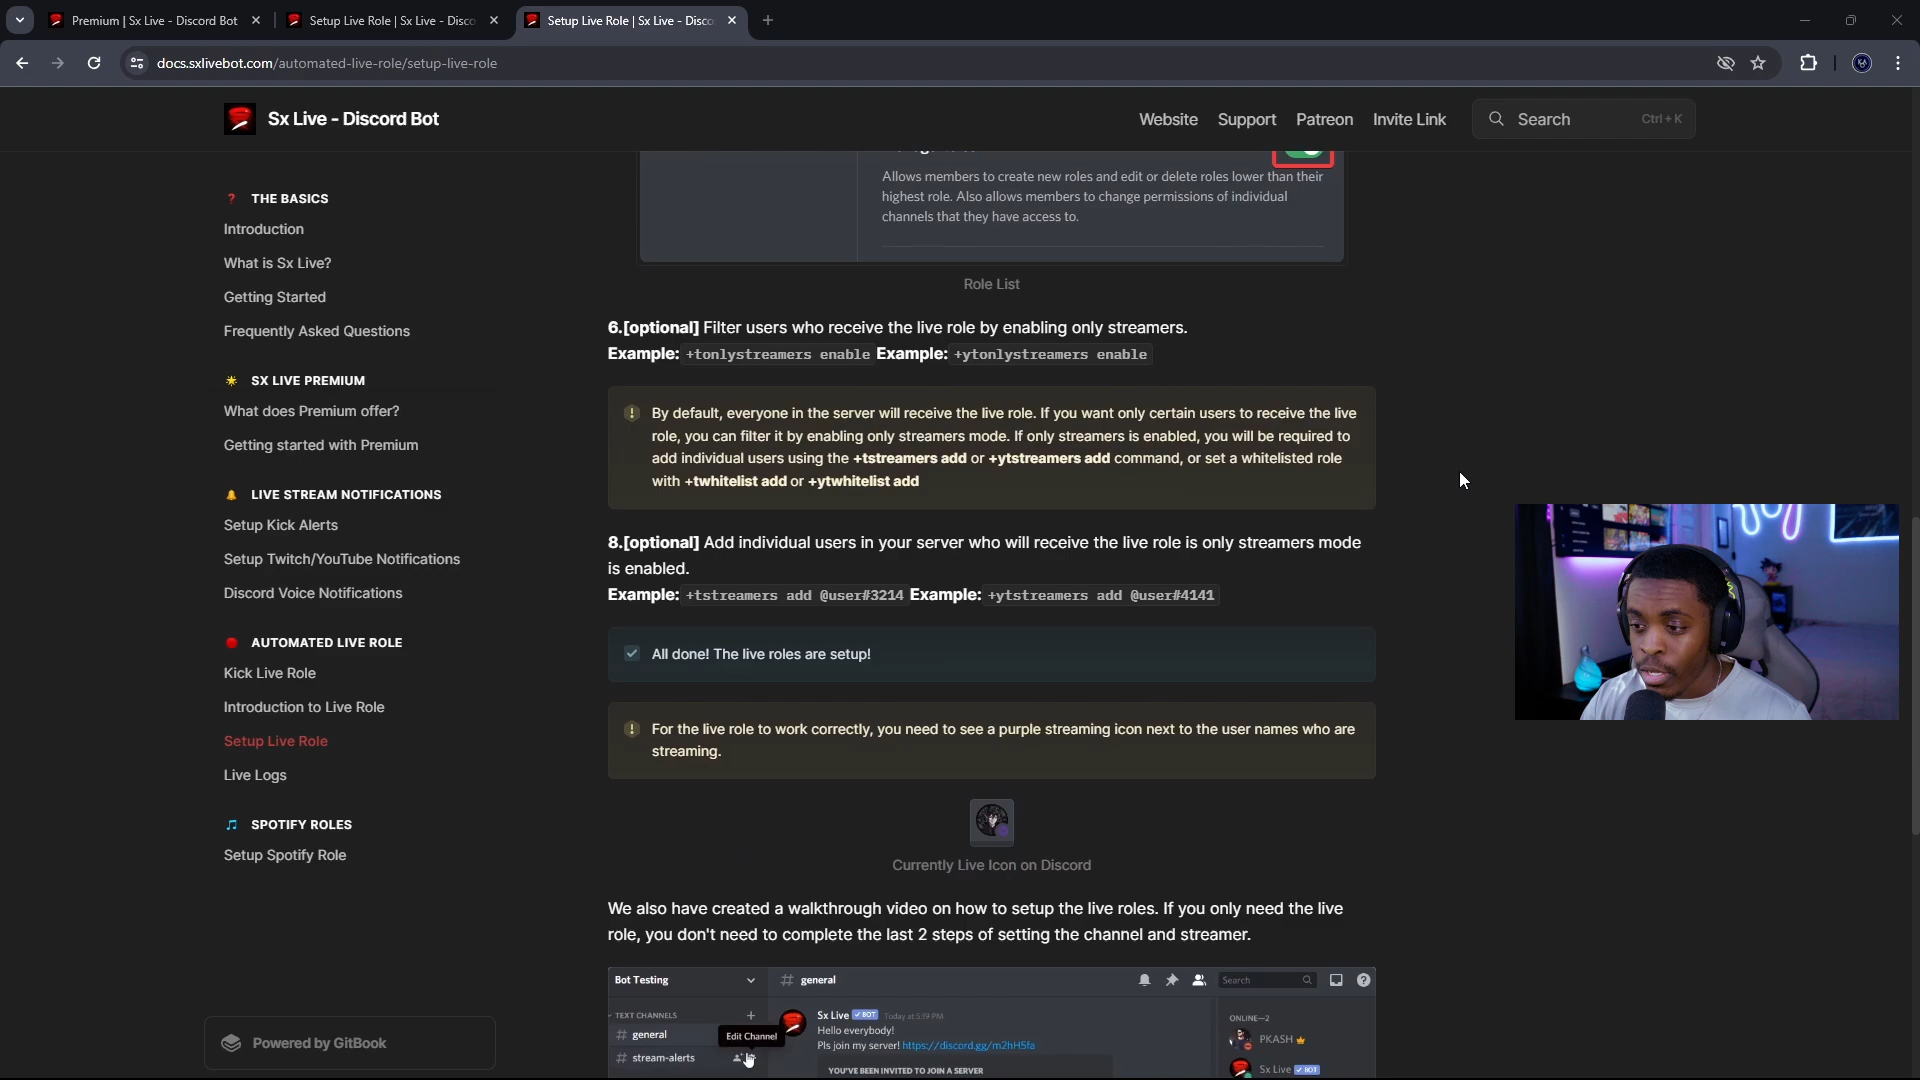 Premium | Sx Live - Discord Bot
Setup Live Role | Sx Live - Disco
Setup Live Role | Sx Live - Disco
docs.sxlivebot.com/automated-live-role/setup-live-role
Sx Live - Discord Bot
Website Support Patreon Invite Link
Search Ctrl+K
THE BASICS
Introduction
What is Sx Live?
Getting Started
Frequently Asked Questions
SX LIVE PREMIUM
What does Premium offer?
Getting started with Premium
LIVE STREAM NOTIFICATIONS
Setup Kick Alerts
Setup Twitch/YouTube Notifications
Discord Voice Notifications
AUTOMATED LIVE ROLE
Kick Live Role
Introduction to Live Role
Setup Live Role
Live Logs
SPOTIFY ROLES
Setup Spotify Role
Powered by GitBook
Allows members to create new roles and edit or delete roles lower than their
highest role. Also allows members to change permissions of individual
channels that they have access to.
Role List
6.[optional] Filter users who receive the live role by enabling only streamers.
Example: +tonlystreamers enable Example: +ytonlystreamers enable
By default, everyone in the server will receive the live role. If you want only certain users to receive the live
role, you can filter it by enabling only streamers mode. If only streamers is enabled, you will be required to
add individual users using the +tstreamers add or +ytstreamers add command, or set a whitelisted role
with +twhitelist add or +ytwhitelist add
8.[optional] Add individual users in your server who will receive the live role is only streamers mode
is enabled.
Example: +tstreamers add @user#3214 Example: +ytstreamers add @user#4141
All done! The live roles are setup!
For the live role to work correctly, you need to see a purple streaming icon next to the user names who are
streaming.
Currently Live Icon on Discord
We also have created a walkthrough video on how to setup the live roles. If you only need the live
role, you don't need to complete the last 2 steps of setting the channel and streamer.
Bot Testing
# general
Search
TEXT CHANNELS
# general
Edit Channel
# stream-alerts
Sx Live BOT Today at 5:19 PM
Hello everybody!
Pls join my server! https://discord.gg/m2hH5fa
YOU'VE BEEN INVITED TO JOIN A SERVER
ONLINE—2
PKASH
Sx Live BOT